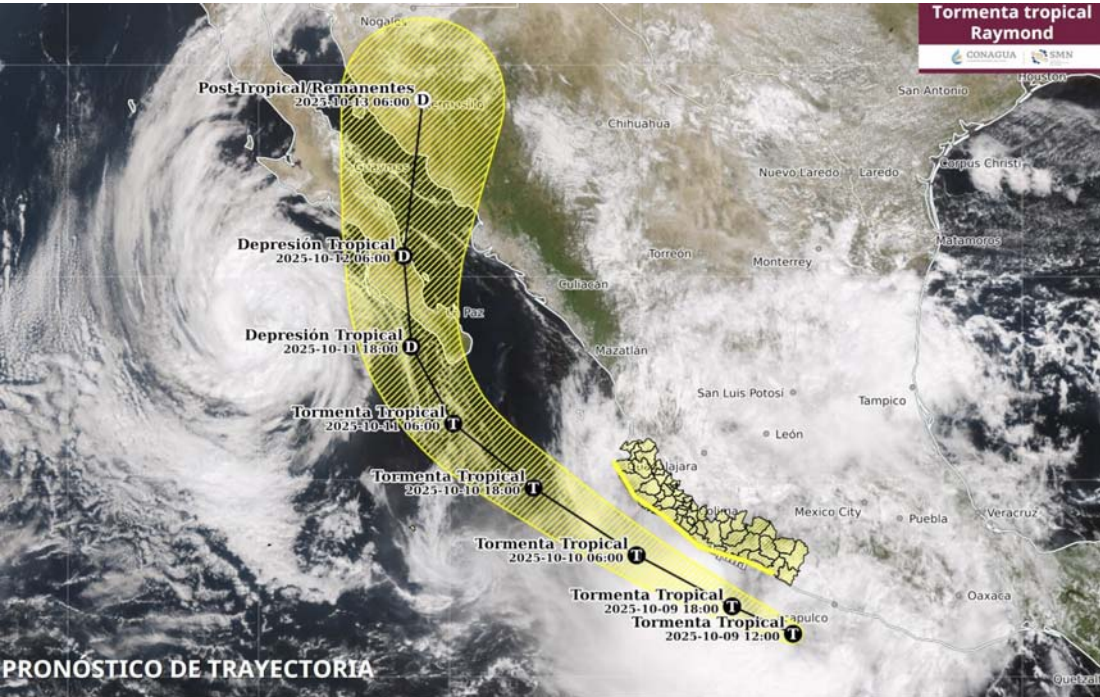 Tormenta tropical
Raymond
CONAGUA
SMN
Nogales
Houston
San Antonio
Post-Tropical/Remanentes
2025-10-13 06:00
D
Chihuahua
Corpus Christi
Nuevo Laredo
Laredo
Guaymas
Depresión Tropical
2025-10-12 06:00
D
Matamoros
Torreón
Monterrey
Culiacán
Paz
Depresión Tropical
2025-10-11 18:00
D
Mazatlán
San Luis Potosí
Tampico
Tormenta Tropical
2025-10-11 06:00
T
León
Tormenta Tropical
2025-10-10 18:00
T
Mexico City
Puebla
Veracruz
Tormenta Tropical
2025-10-10 06:00
T
Tormenta Tropical
2025-10-09 18:00
T
Oaxaca
Tormenta Tropical
2025-10-09 12:00
T
PRONÓSTICO DE TRAYECTORIA